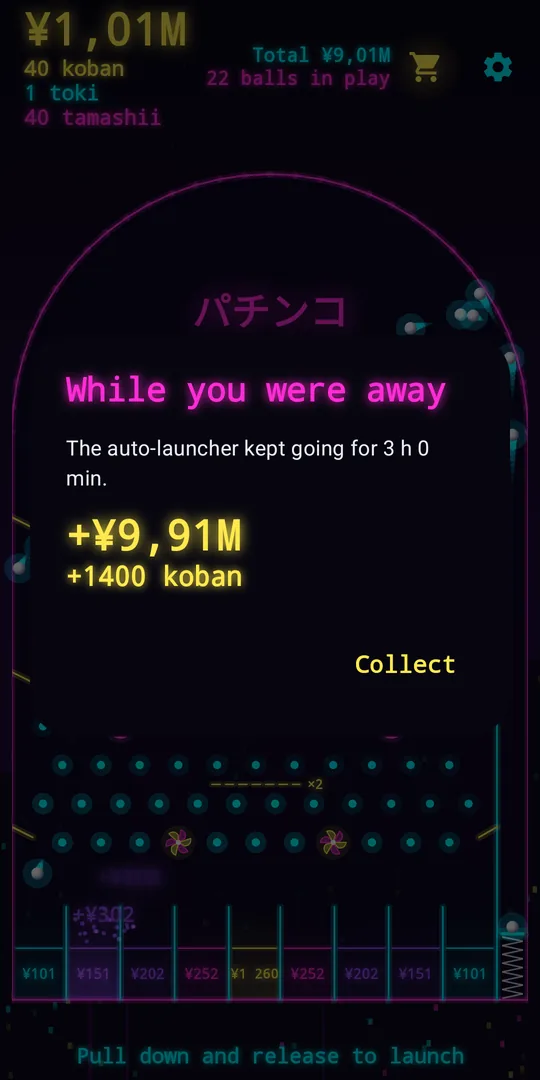 ¥1,01M
40 koban
1 toki
40 tamashii
Total ¥9,01M
22 balls in play
パチンコ
While you were away
The auto-launcher kept going for 3 h 0
min.
+¥9,91M
+1400 koban
Collect
×2
+¥302
¥101 ¥151 ¥202 ¥252 ¥1 260 ¥252 ¥202 ¥151 ¥101
Pull down and release to launch